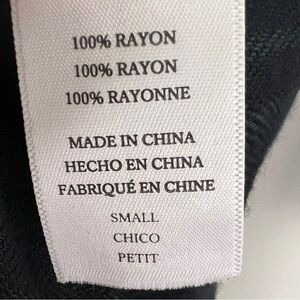 100% RAYON
100% RAYON
100% RAYONNE
MADE IN CHINA
HECHO EN CHINA
FABRIQUÉ EN CHINE
SMALL
CHICO
PETIT